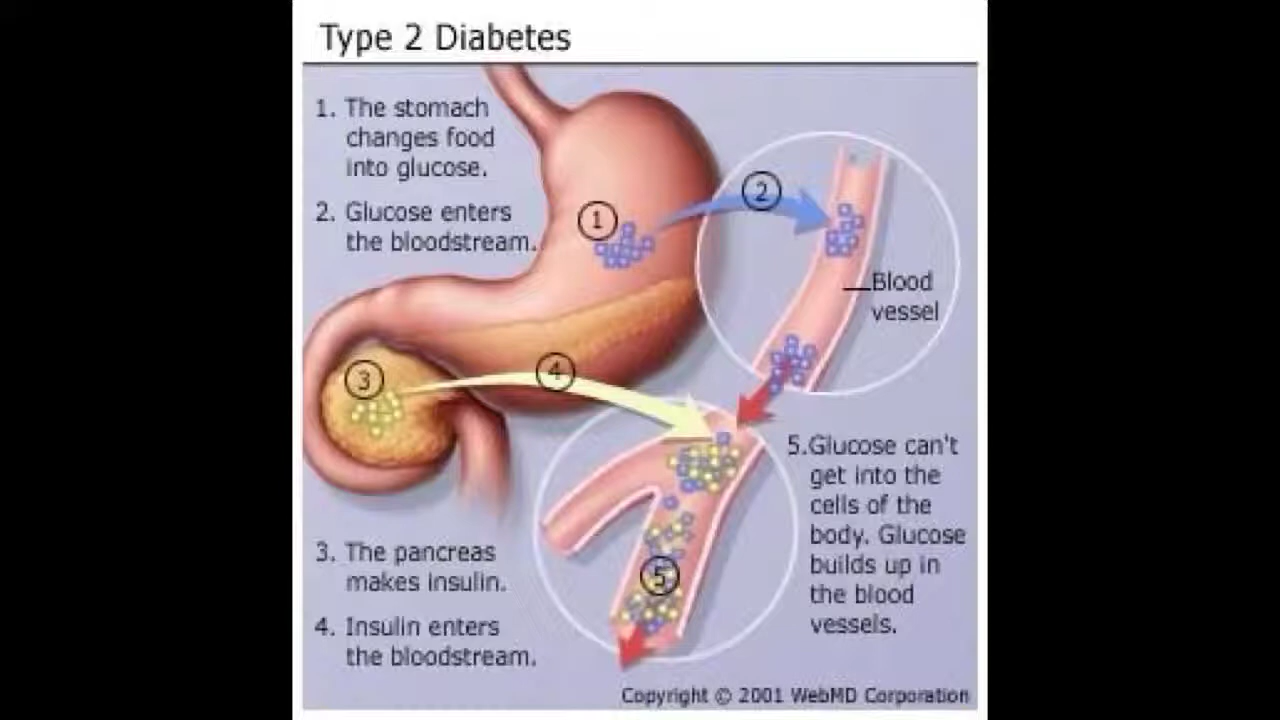 Type 2 Diabetes
1. The stomach
changes food
into glucose.
2. Glucose enters
the bloodstream.
1
2
Blood
vessel
3
4
5.Glucose can't
get into the
cells of the
body. Glucose
builds up in
the blood
vessels.
5
3. The pancreas
makes insulin.
4. Insulin enters
the bloodstream.
Copyright © 2001 WebMD Corporation